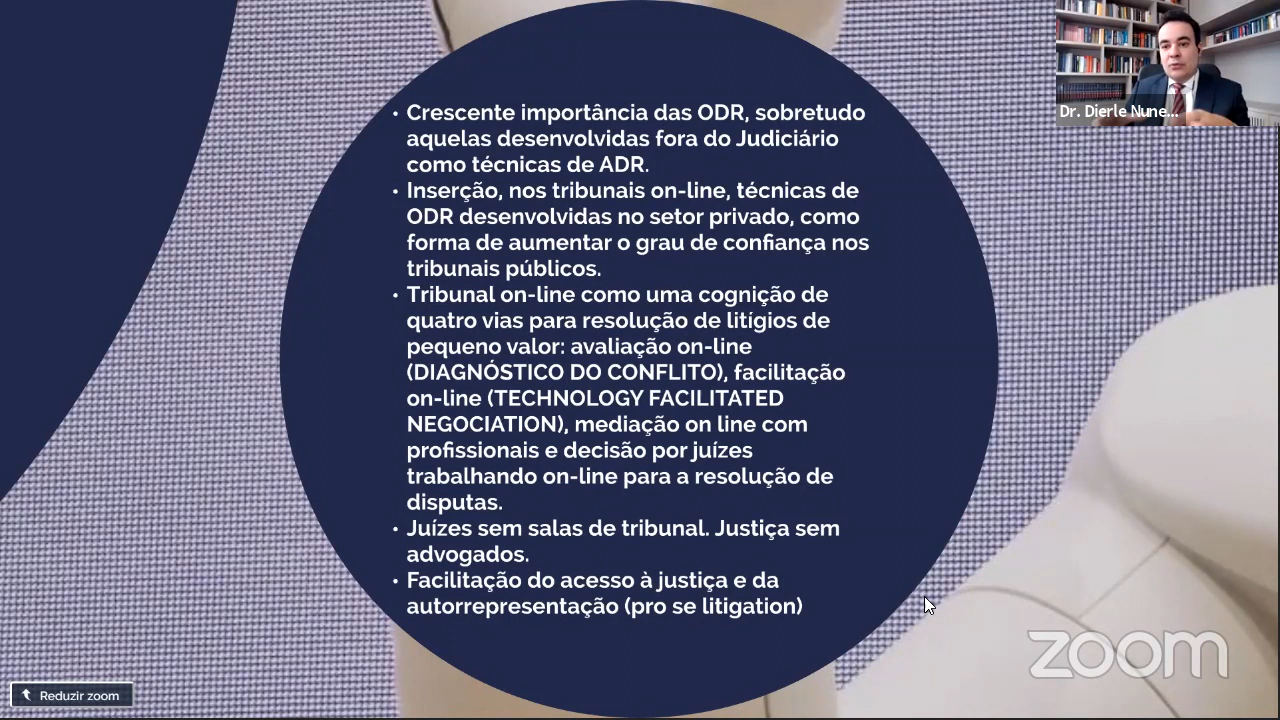 • Crescente importância das ODR, sobretudo
aquelas desenvolvidas fora do Judiciário
como técnicas de ADR.
• Inserção, nos tribunais on-line, técnicas de
ODR desenvolvidas no setor privado, como
forma de aumentar o grau de confiança nos
tribunais públicos.
• Tribunal on-line como uma cognição de
quatro vias para resolução de litígios de
pequeno valor: avaliação on-line
(DIAGNÓSTICO DO CONFLITO), facilitação
on-line (TECHNOLOGY FACILITATED
NEGOCIATION), mediação on line com
profissionais e decisão por juízes
trabalhando on-line para a resolução de
disputas.
• Juízes sem salas de tribunal. Justiça sem
advogados.
• Facilitação do acesso à justiça e da
autorrepresentação (pro se litigation)
Dr. Dierle Nune...
zoom
Reduzir zoom